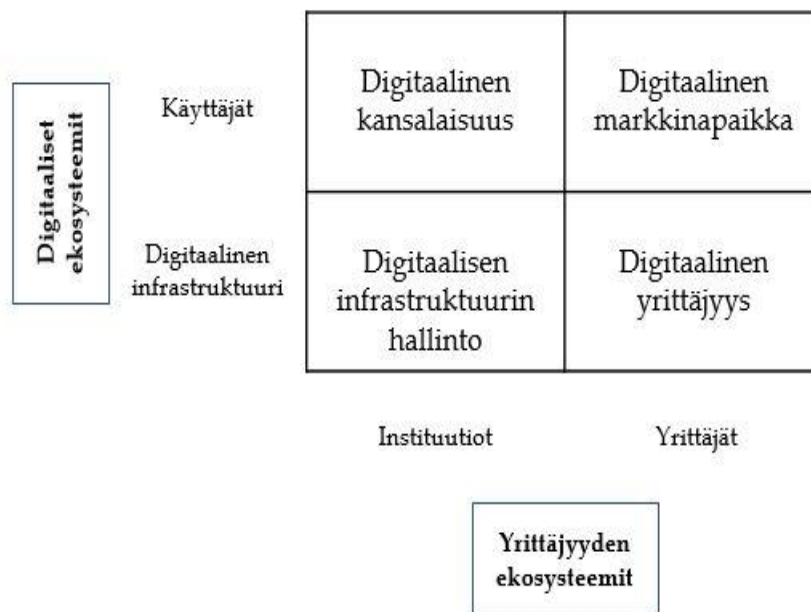 Digitaaliset
ekosysteemit
Käyttäjät
Digitaalinen
kansalaisuus
Digitaalinen
markkinapaikka
Digitaalinen
infrastruktuuri
Digitaalisen
infrastruktuurin
hallinto
Digitaalinen
yrittäjyys
Instituutiot
Yrittäjät
Yrittäjyyden
ekosysteemit